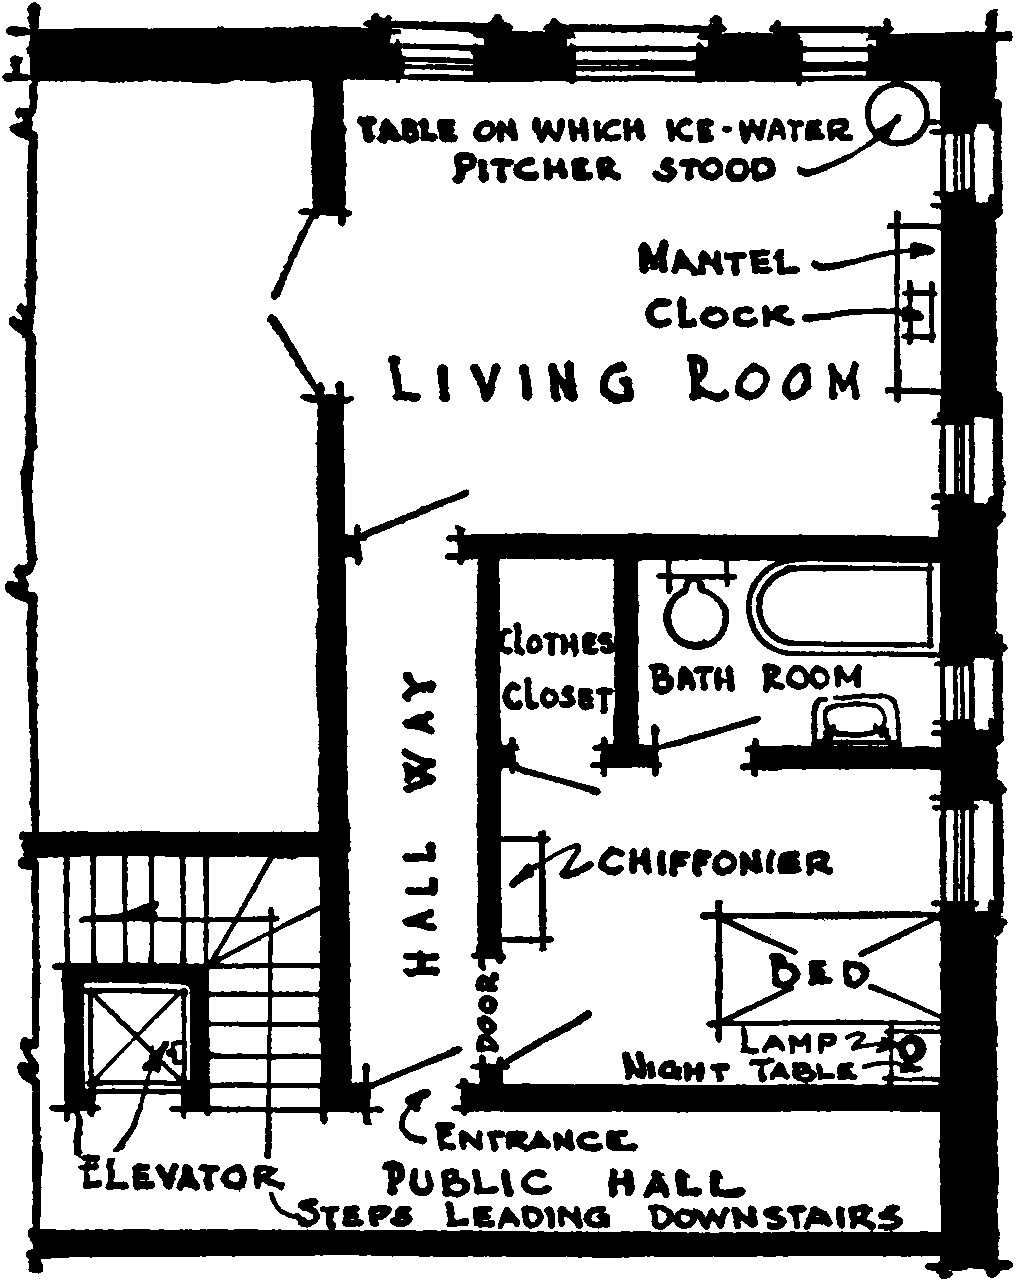 TABLE ON WHICH ICE-WATER
PITCHER STOOD
MANTEL
CLOCK
LIVING ROOM
CLOTHES
CLOSET
BATH ROOM
HALL WAY
CHIFFONIER
BED
DOOR
LAMP
NIGHT TABLE
ENTRANCE
ELEVATOR
PUBLIC HALL
STEPS LEADING DOWNSTAIRS